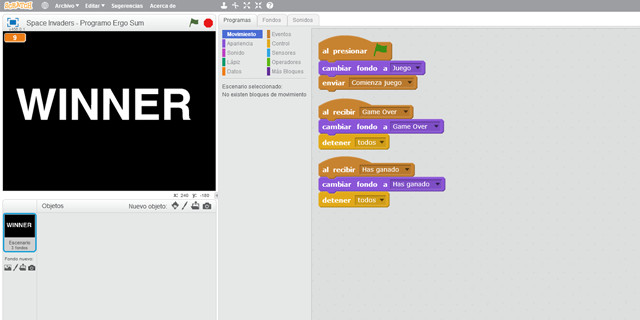 SCRATCH Archivo Editar Sugerencias Acerca de
Space Invaders - Programo Ergo Sum
9
WINNER
X: 240 Y: -180
Objetos Nuevo objeto:
WINNER
Escenario
3 fondos
Fondo nuevo:
Programas Fondos Sonidos
Movimiento Eventos
Apariencia Control
Sonido Sensores
Lápiz Operadores
Datos Más Bloques
Escenario seleccionado:
No existen bloques de movimiento
al presionar
cambiar fondo a Juego
enviar Comienza Juego
al recibir Game Over
cambiar fondo a Game Over
detener todos
al recibir Has ganado
cambiar fondo a Has ganado
detener todos